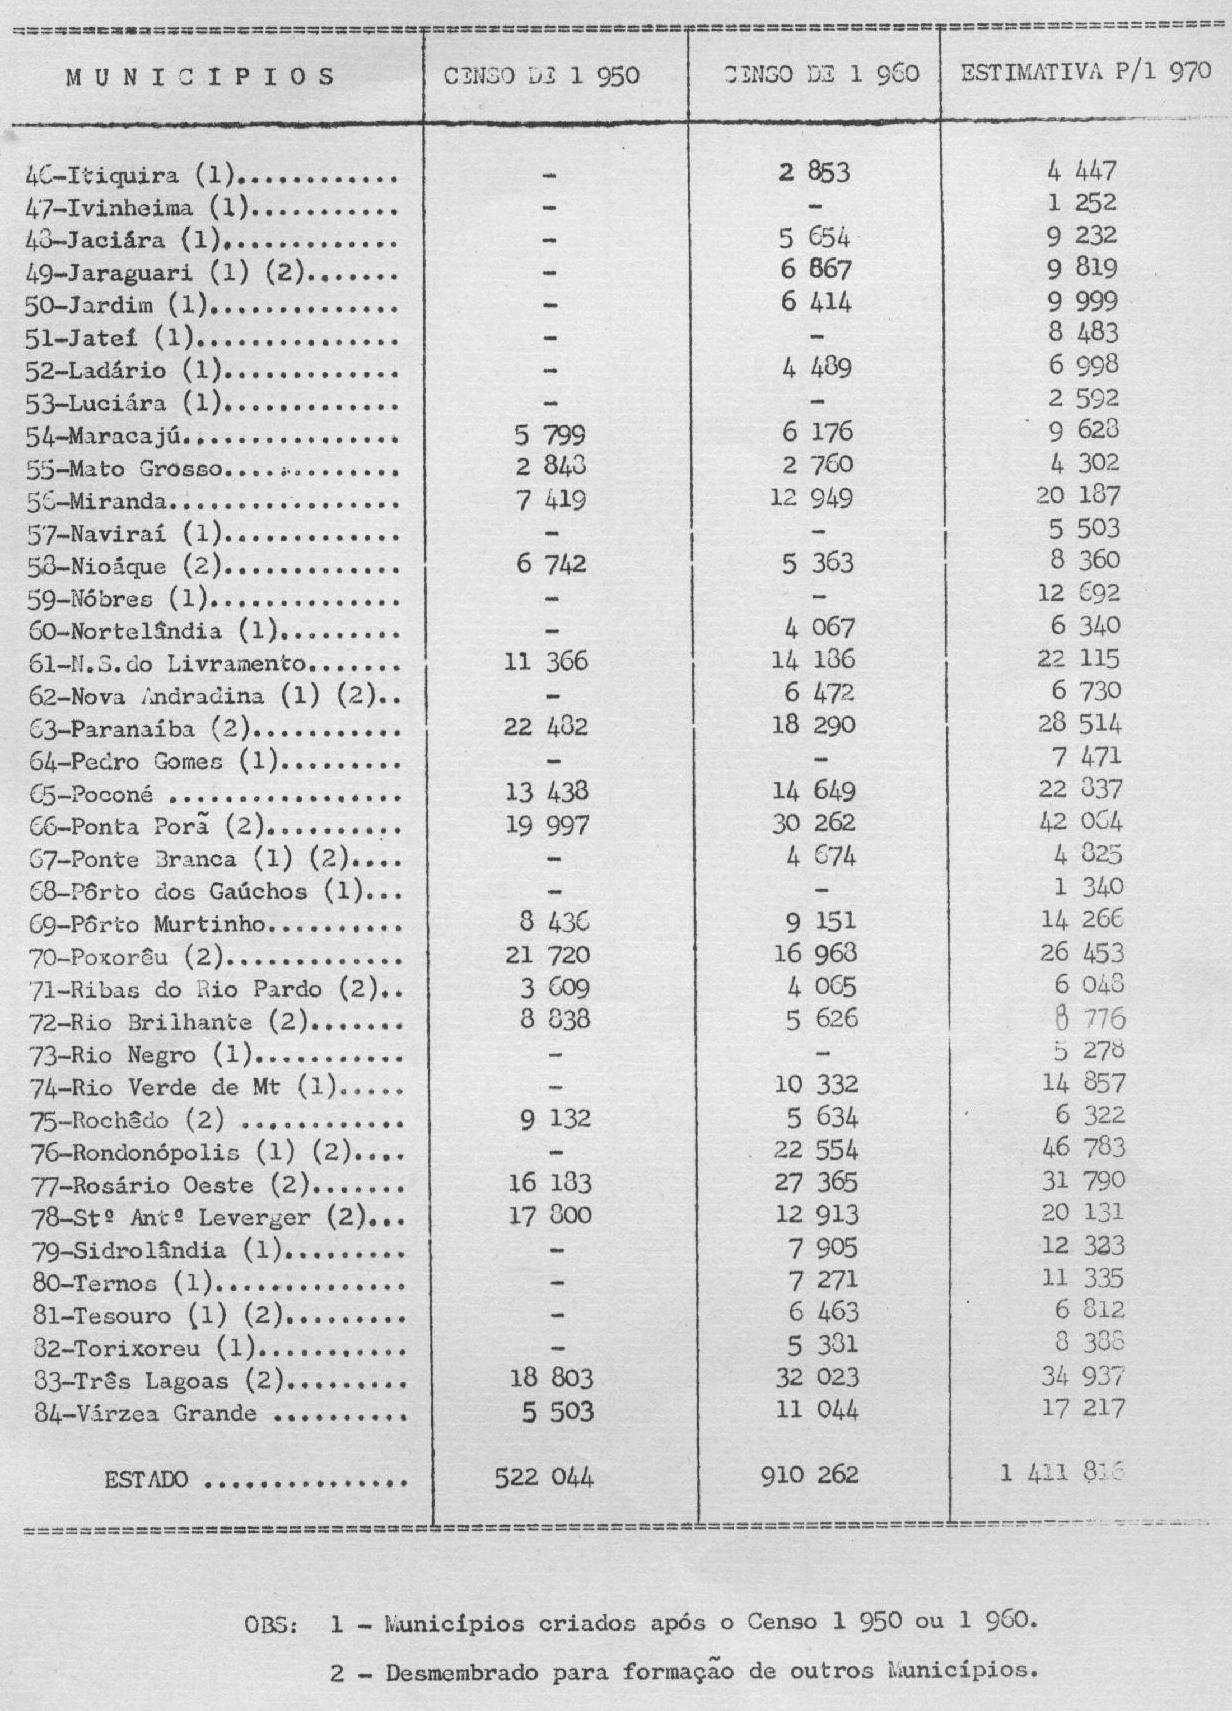 MUNICÍPIOS CENSO DE 1 950 CENSO DE 1 960 ESTIMATIVA P/1 970
46-Itiquira (1)............ - 2 853 4 447
47-Ivinheima (1)........... - - 1 252
48-Jaciára (1)............. - 5 654 9 232
49-Jaraguari (1) (2)....... - 6 867 9 819
50-Jardim (1).............. - 6 414 9 999
51-Jateí (1)............... - - 8 483
52-Ladário (1)............. - 4 489 6 998
53-Luciára (1)............. - - 2 592
54-Maracajú................ 5 799 6 176 9 628
55-Mato Grosso............. 2 848 2 760 4 302
56-Miranda................. 7 419 12 949 20 187
57-Naviraí (1)............. - - 5 503
58-Nioáque (2)............. 6 742 5 363 8 360
59-Nóbres (1).............. - - 12 692
60-Nortelândia (1)......... - 4 067 6 340
61-N.S.do Livramento....... 11 366 14 186 22 115
62-Nova Andradina (1) (2).. - 6 472 6 730
63-Paranaíba (2)........... 22 482 18 290 28 514
64-Pedro Gomes (1)......... - - 7 471
65-Poconé ................. 13 438 14 649 22 837
66-Ponta Porã (2).......... 19 997 30 262 42 064
67-Ponte Branca (1) (2).... - 4 674 4 825
68-Pôrto dos Gaúchos (1)... - - 1 340
69-Pôrto Murtinho.......... 8 436 9 151 14 266
70-Poxorêu (2)............. 21 720 16 968 26 453
71-Ribas do Rio Pardo (2).. 3 609 4 065 6 048
72-Rio Brilhante (2)....... 8 838 5 626 8 776
73-Rio Negro (1)........... - - 5 278
74-Rio Verde de Mt (1)..... - 10 332 14 857
75-Rochêdo (2) ............ 9 132 5 634 6 322
76-Rondonópolis (1) (2).... - 22 554 46 783
77-Rosário Oeste (2)....... 16 183 27 365 31 790
78-Stº Antº Leverger (2)... 17 800 12 913 20 131
79-Sidrolândia (1)......... - 7 905 12 323
80-Ternos (1).............. - 7 271 11 335
81-Tesouro (1) (2)......... - 6 463 6 812
82-Torixoreu (1)........... - 5 381 8 388
83-Três Lagoas (2)......... 18 803 32 023 34 937
84-Várzea Grande .......... 5 503 11 044 17 217
ESTADO ............... 522 044 910 262 1 411 816
OBS: 1 - Municípios criados após o Censo 1 950 ou 1 960.
2 - Desmembrado para formação de outros Municípios.